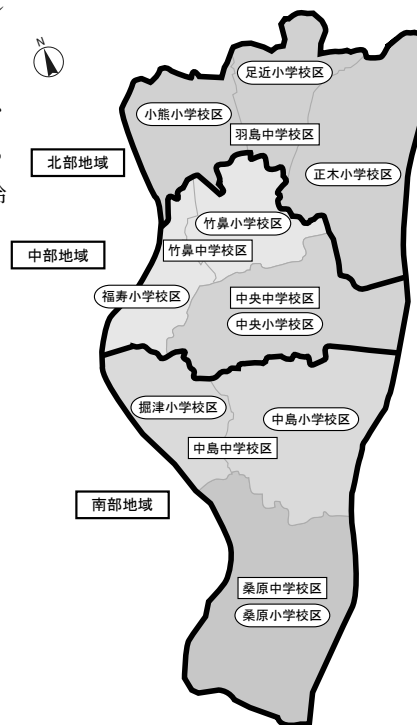 N
足近小学校区
小熊小学校区
羽島中学校区
北部地域
正木小学校区
竹鼻小学校区
竹鼻中学校区
中部地域
福寿小学校区
中央中学校区
中央小学校区
堀津小学校区
中島小学校区
中島中学校区
南部地域
桑原中学校区
桑原小学校区